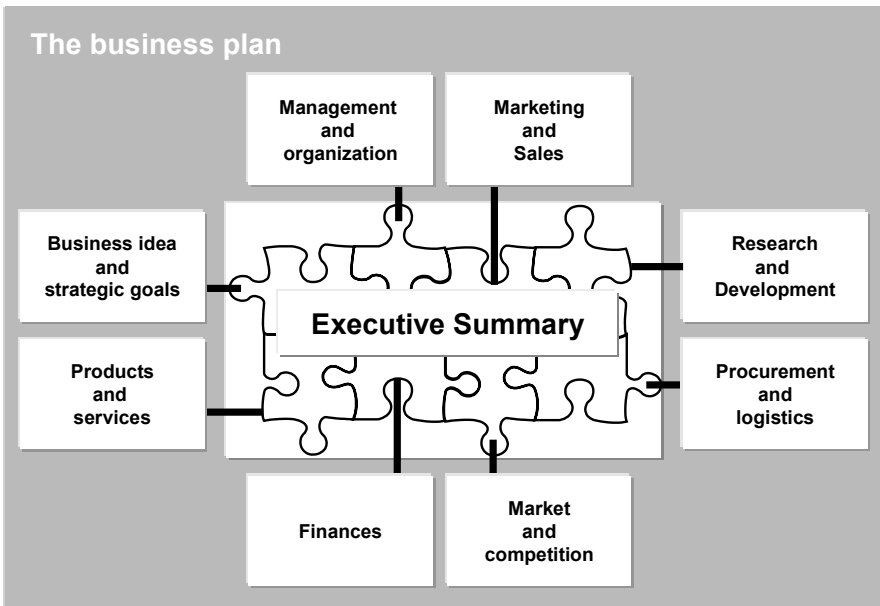 The business plan
Management
and
organization
Marketing
and
Sales
Business idea
and
strategic goals
Research
and
Development
Executive Summary
Products
and
services
Procurement
and
logistics
Finances
Market
and
competition